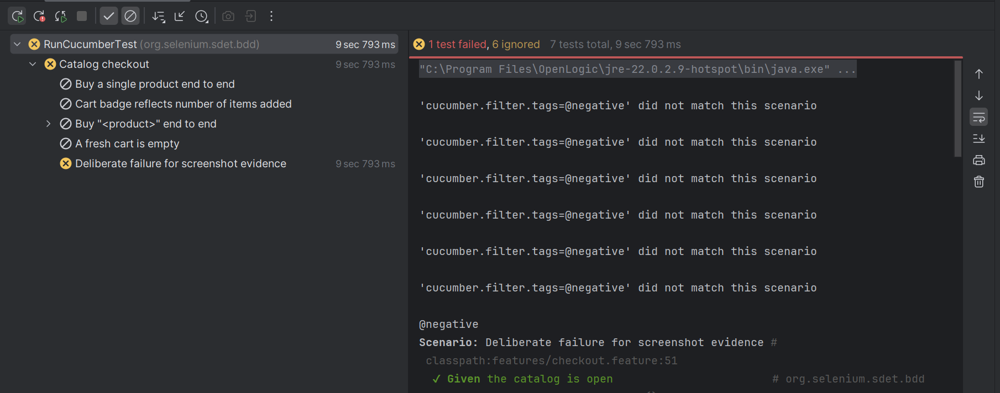 RunCucumberTest (org.selenium.sdet.bdd) 9 sec 793 ms
Catalog checkout 9 sec 793 ms
Buy a single product end to end
Cart badge reflects number of items added
Buy "<product>" end to end
A fresh cart is empty
Deliberate failure for screenshot evidence 9 sec 793 ms
1 test failed, 6 ignored 7 tests total, 9 sec 793 ms
"C:\Program Files\OpenLogic\jre-22.0.2.9-hotspot\bin\java.exe" ...
'cucumber.filter.tags=@negative' did not match this scenario
'cucumber.filter.tags=@negative' did not match this scenario
'cucumber.filter.tags=@negative' did not match this scenario
'cucumber.filter.tags=@negative' did not match this scenario
'cucumber.filter.tags=@negative' did not match this scenario
'cucumber.filter.tags=@negative' did not match this scenario
@negative
Scenario: Deliberate failure for screenshot evidence #
classpath:features/checkout.feature:51
✓ Given the catalog is open # org.selenium.sdet.bdd